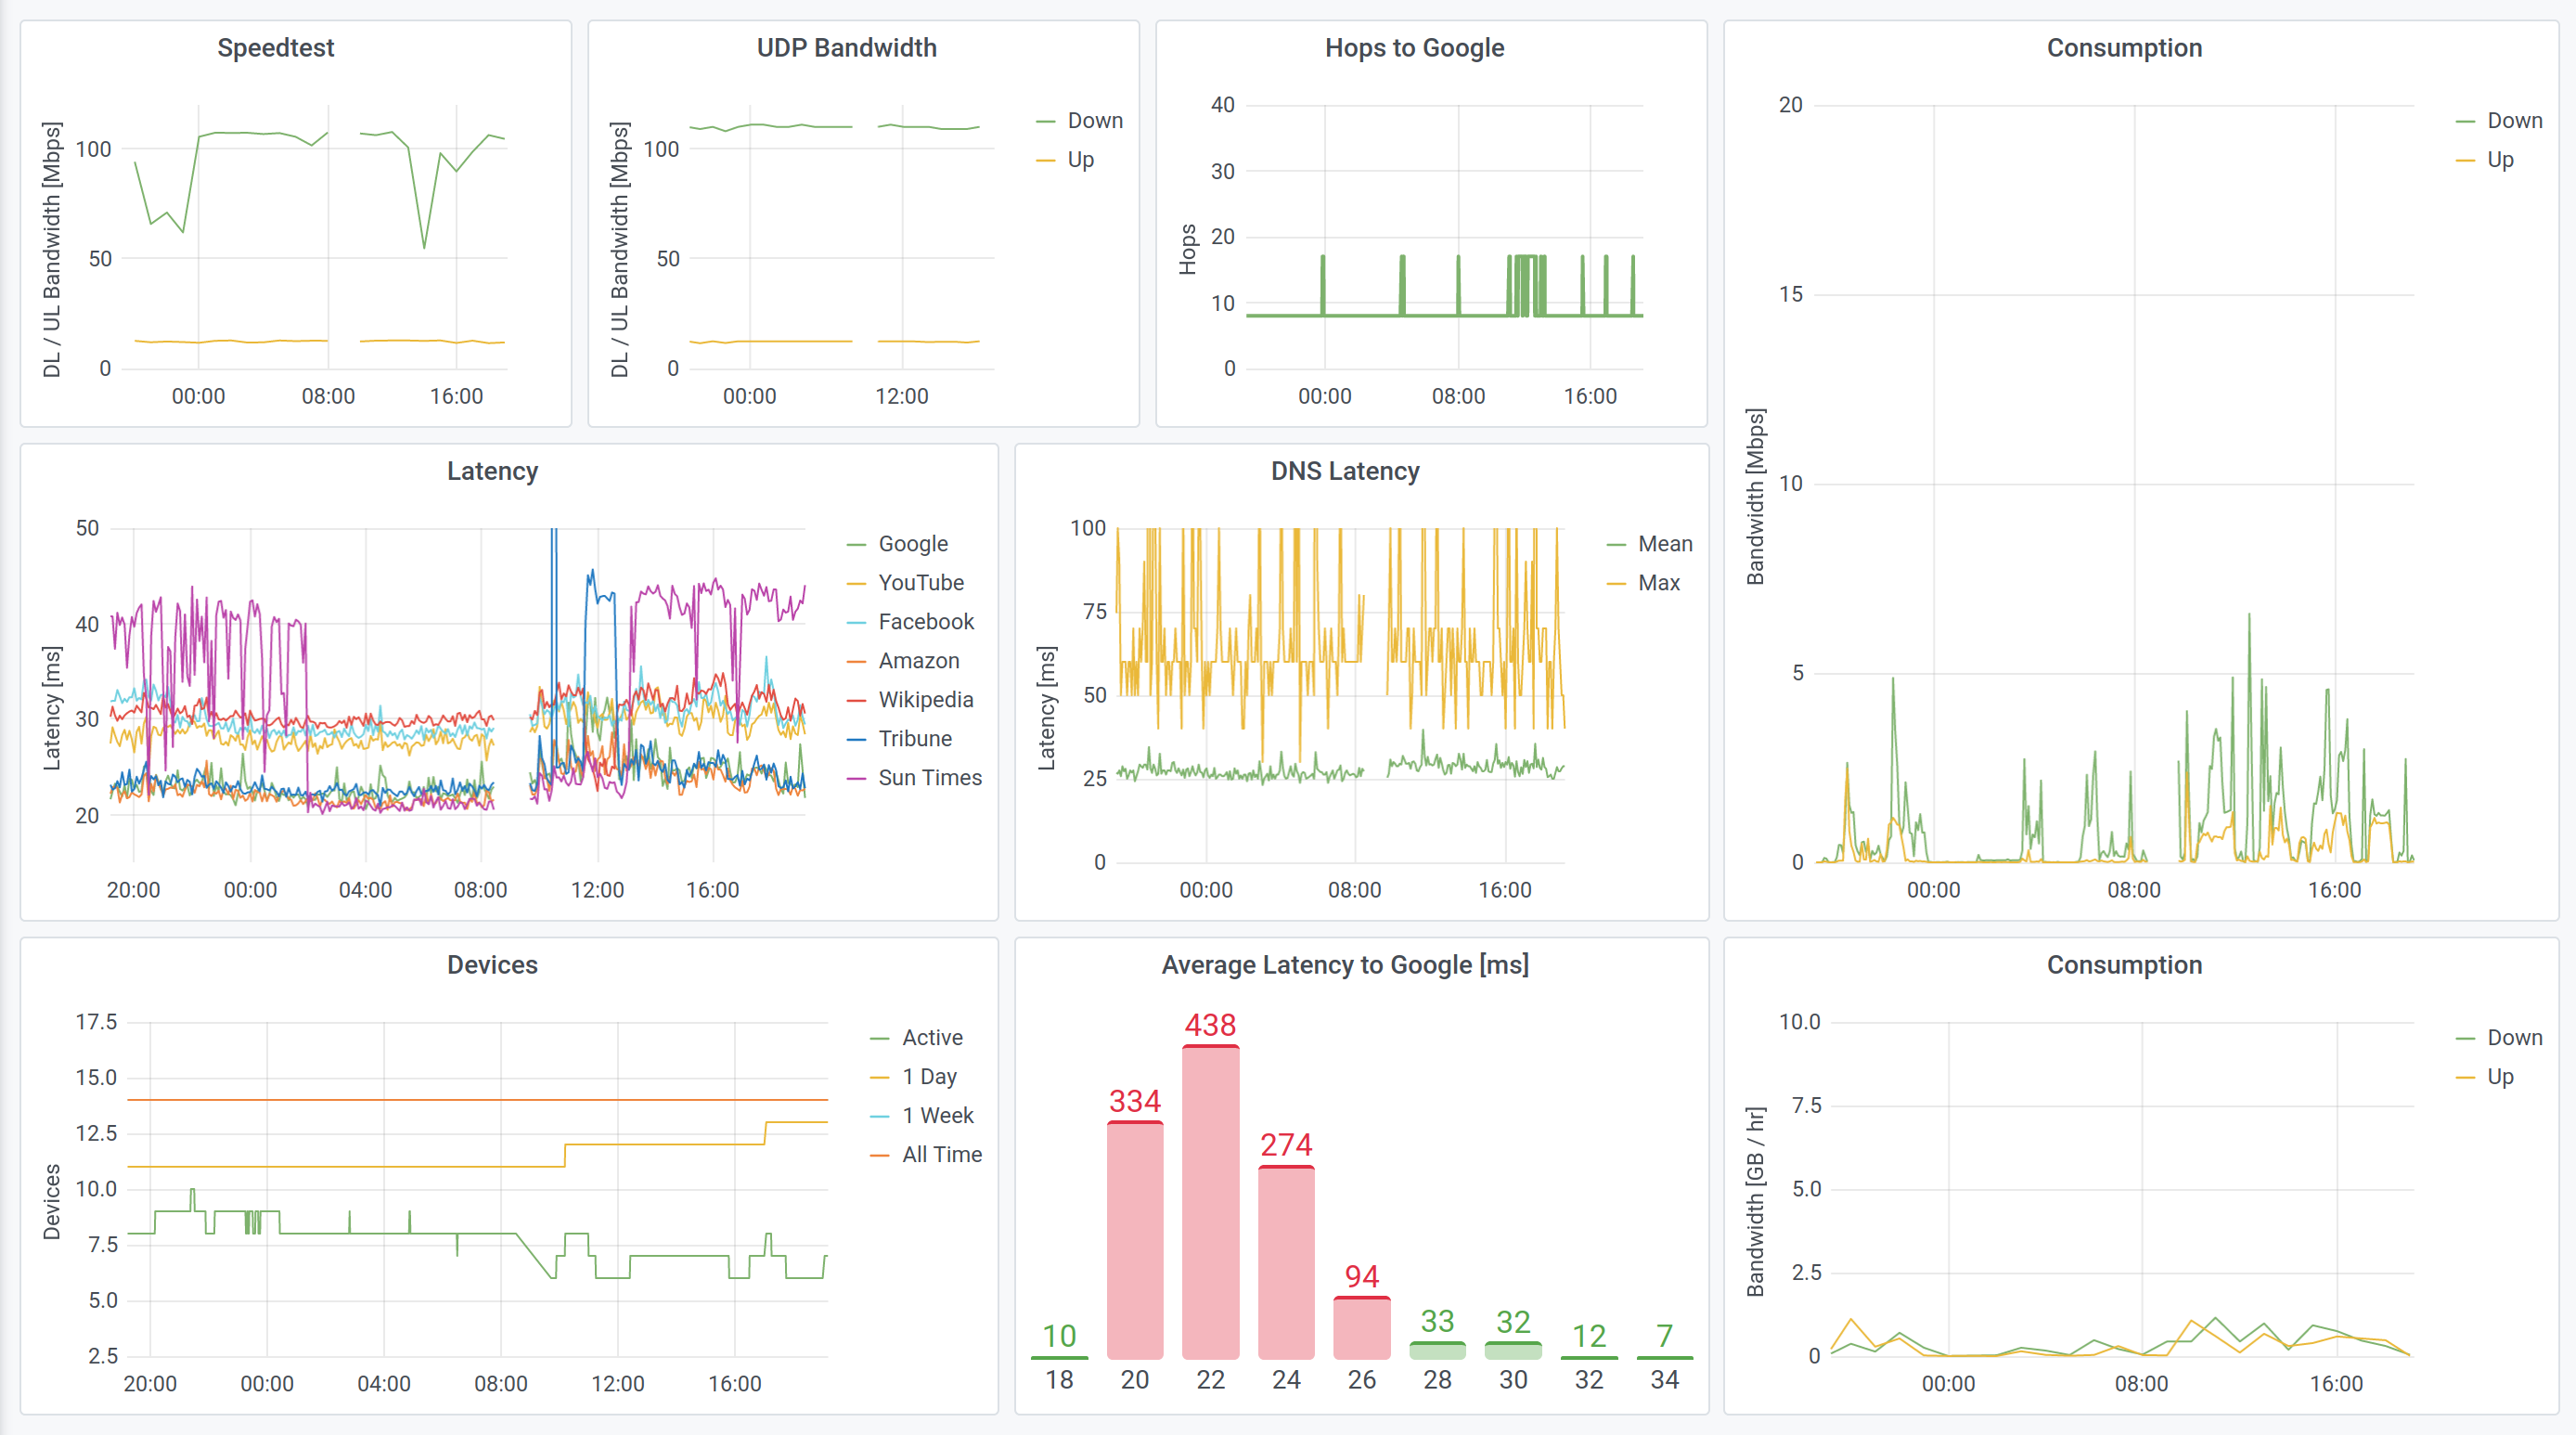 Speedtest
DL / UL Bandwidth [Mbps]
100
50
0
00:00 08:00 16:00
UDP Bandwidth
DL / UL Bandwidth [Mbps]
100
50
0
00:00 12:00
Down
Up
Hops to Google
Hops
40
30
20
10
0
00:00 08:00 16:00
Consumption
Bandwidth [Mbps]
20
15
10
5
0
00:00 08:00 16:00
Down
Up
Latency
Latency [ms]
50
40
30
20
20:00 00:00 04:00 08:00 12:00 16:00
Google
YouTube
Facebook
Amazon
Wikipedia
Tribune
Sun Times
DNS Latency
Latency [ms]
100
75
50
25
0
00:00 08:00 16:00
Mean
Max
Devices
Devices
17.5
15.0
12.5
10.0
7.5
5.0
2.5
20:00 00:00 04:00 08:00 12:00 16:00
Active
1 Day
1 Week
All Time
Average Latency to Google [ms]
10 334 438 274 94 33 32 12 7
18 20 22 24 26 28 30 32 34
Consumption
Bandwidth [GB / hr]
10.0
7.5
5.0
2.5
0
00:00 08:00 16:00
Down
Up